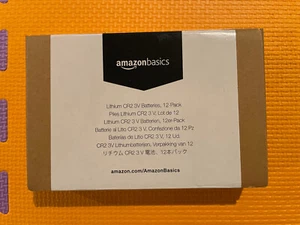 amazonbasics
Lithium CR2 3V Batteries, 12 Pack
Piles Lithium CR2 3 V, Lot de 12
Lithium CR2 3 V Batterien, 12er Pack
Batterie al Litio CR2 3 V, Confezione da 12 Pz
Baterías de Litio CR2 3 V, 12 Ud.
CR2 3V Lithiumbatterijen, Verpakking van 12
リチウム CR2 3 V 電池、12本パック
amazon.com/AmazonBasics